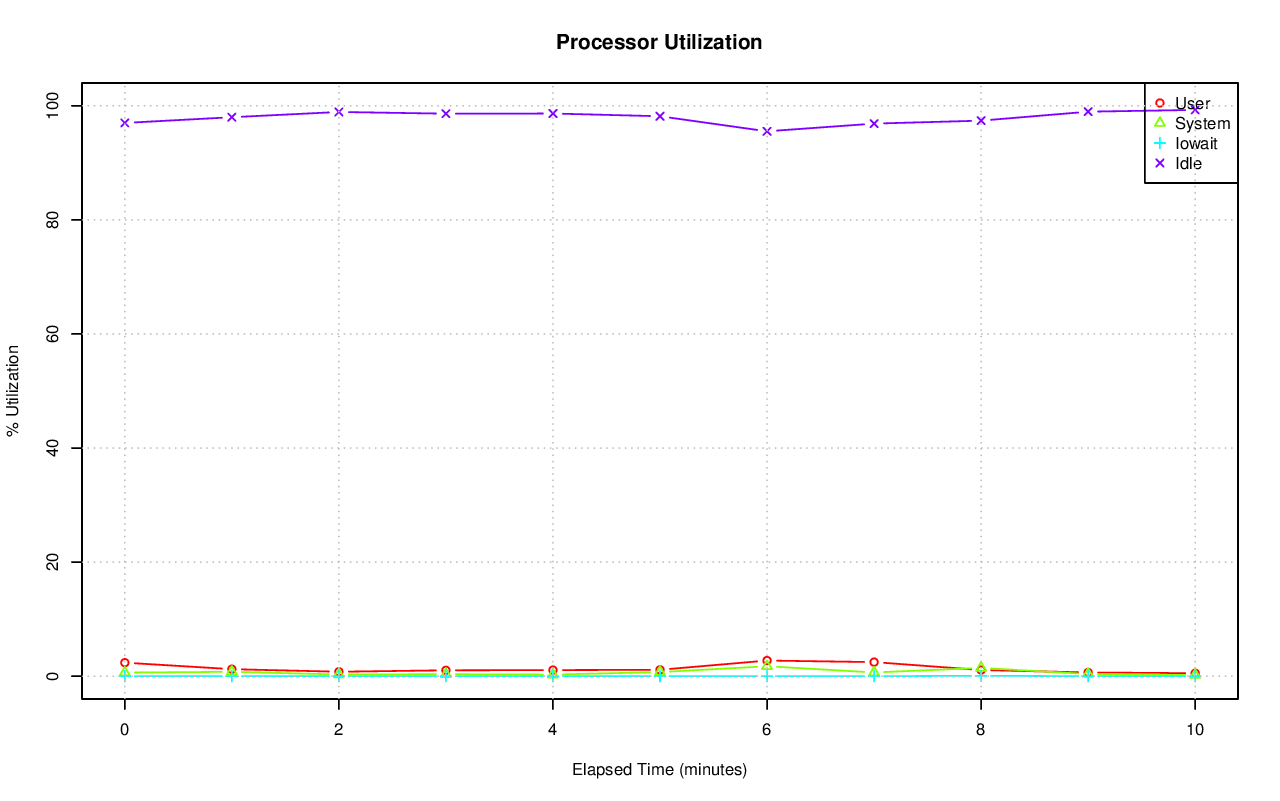 Processor Utilization
User
System
Iowait
Idle
100
80
60
40
20
0
% Utilization
0 2 4 6 8 10
Elapsed Time (minutes)